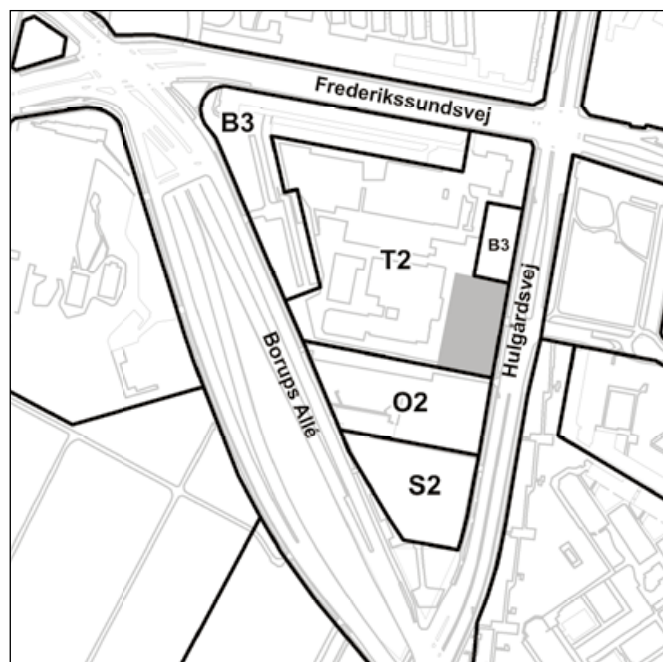 Frederikssundsvej
B3
B3
T2
Hulgårdsvej
Borups Allé
O2
S2